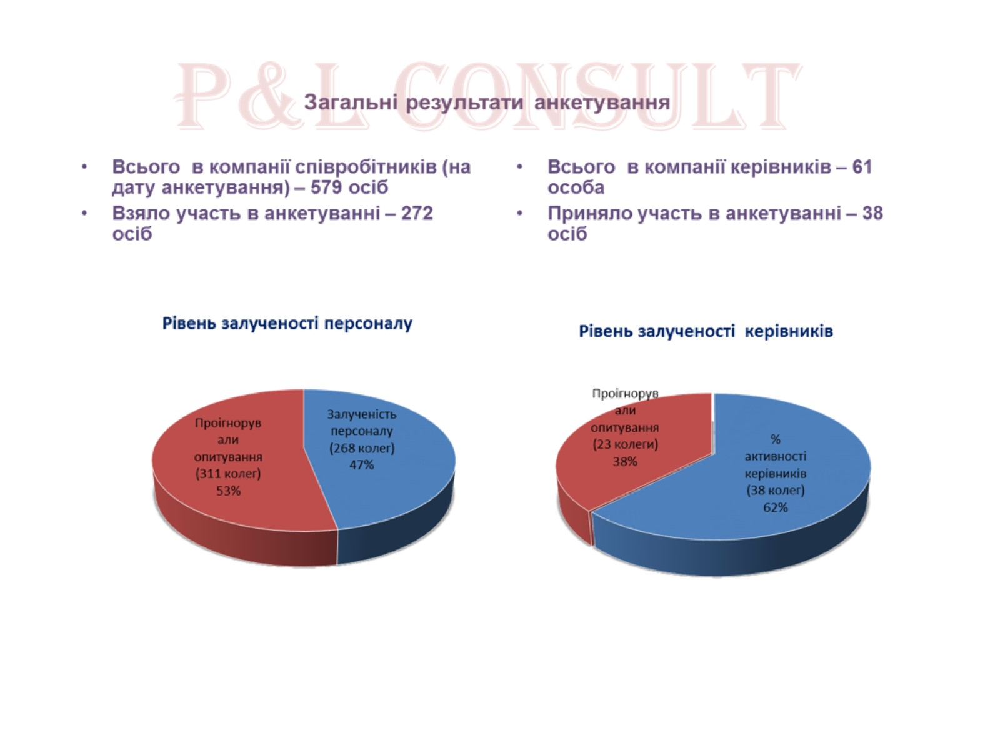 P&L CONSULT
Загальні результати анкетування
• Всього в компанії співробітників (на
дату анкетування) – 579 осіб
• Взяло участь в анкетуванні – 272
осіб
• Всього в компанії керівників – 61
особа
• Приняло участь в анкетуванні – 38
осіб
Рівень залученості персоналу
Проігнорув
али
опитування
(311 колег)
53%
Залученість
персоналу
(268 колег)
47%
Рівень залученості керівників
Проігнорув
али
опитування
(23 колеги)
38%
%
активності
керівників
(38 колег)
62%